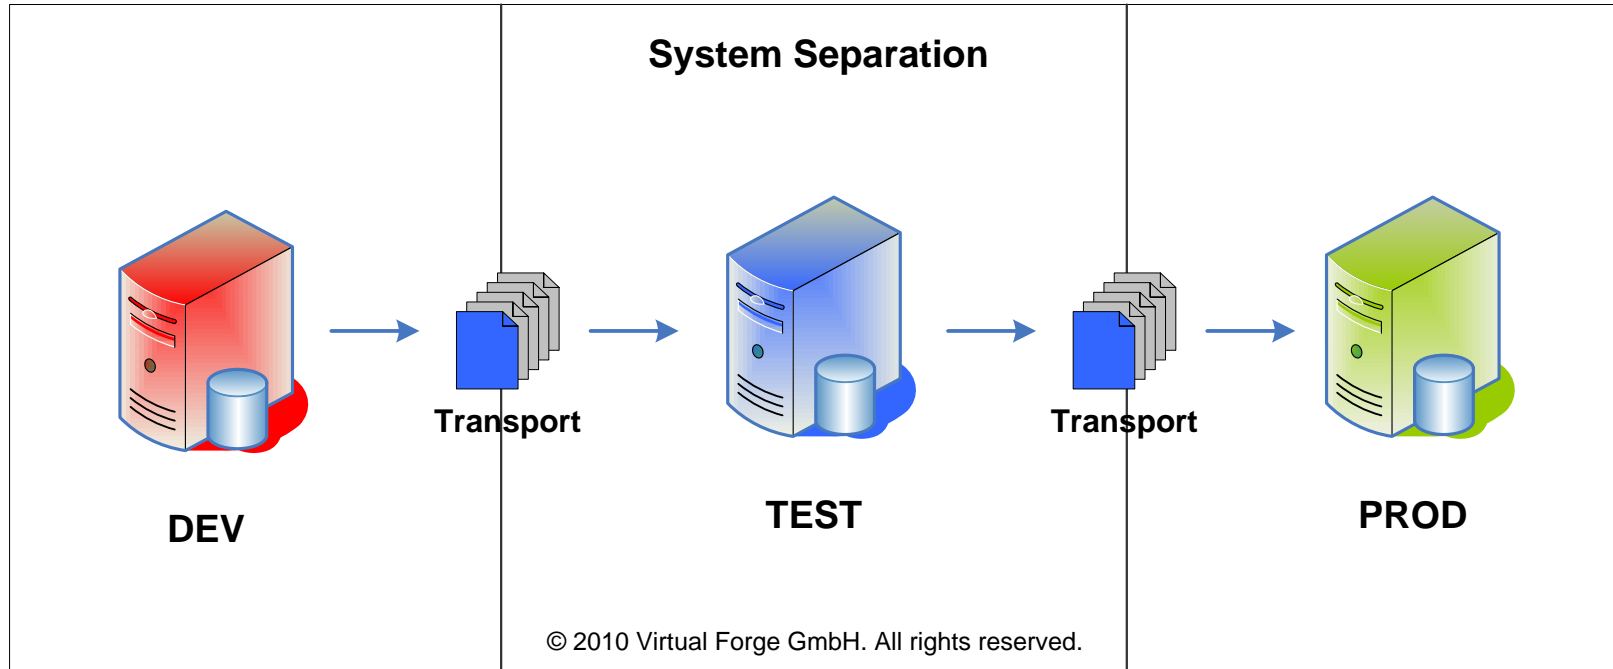 System Separation
Transport
Transport
DEV
TEST
PROD
© 2010 Virtual Forge GmbH. All rights reserved.